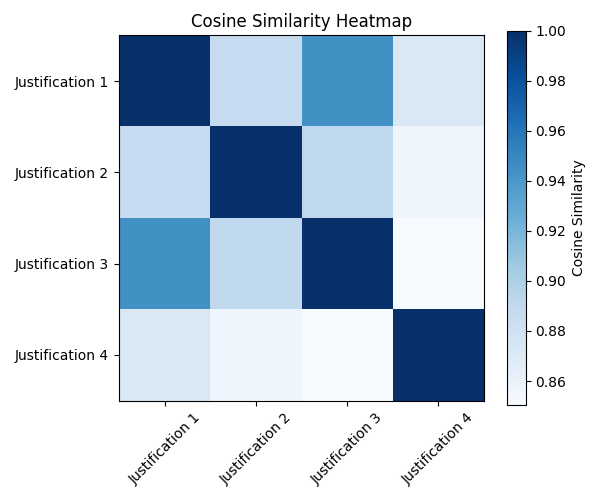 Cosine Similarity Heatmap
Justification 1
Justification 2
Justification 3
Justification 4
Justification 1
Justification 2
Justification 3
Justification 4
1.00
0.98
0.96
0.94
0.92
0.90
0.88
0.86
Cosine Similarity